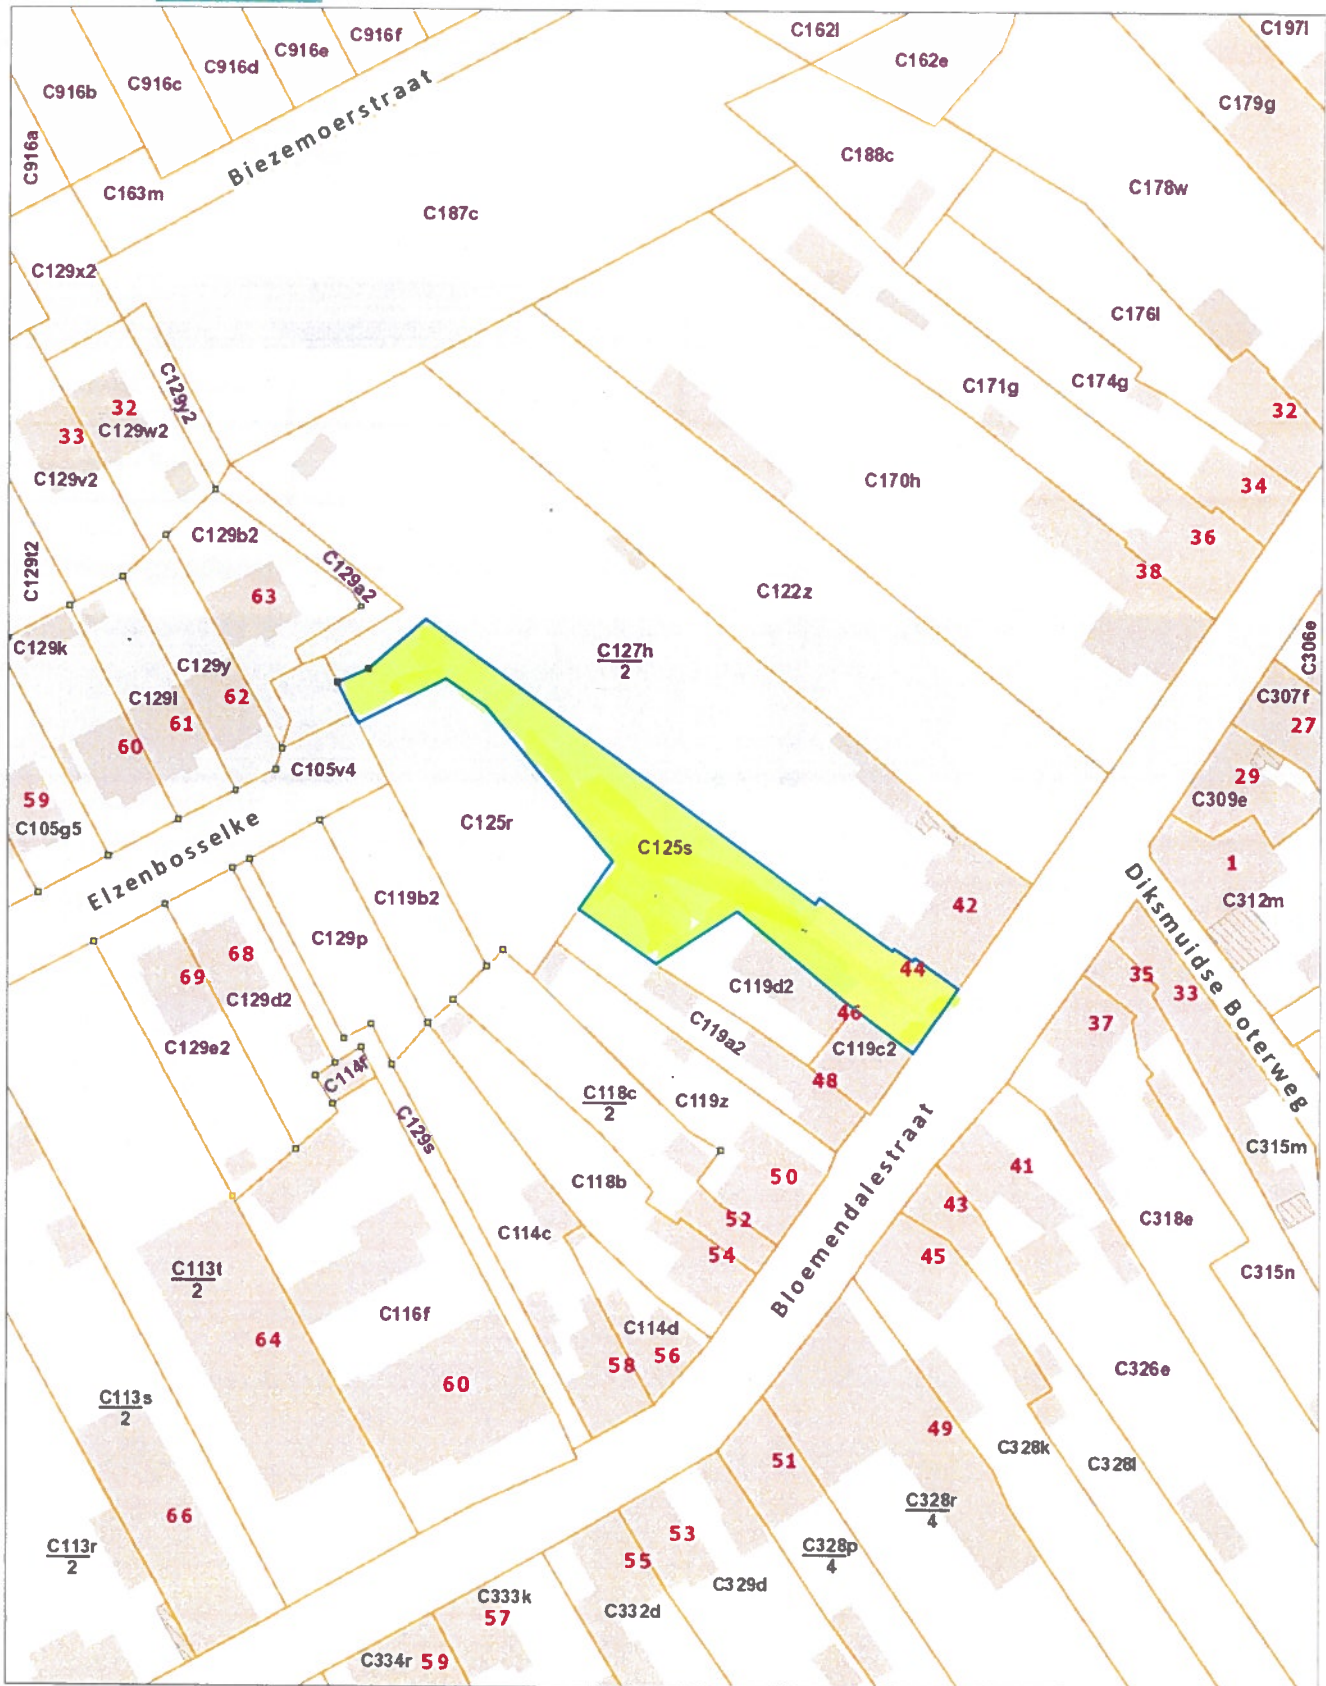 C916f
C162l
C197l
C916e
C916d
C162e
C916c
C916b
C179g
Biezemoerstraat
C916a
C188c
C163m
C178w
C187c
C129x2
C176l
C129y2
C171g
C174g
32
32
33
C129w2
C129v2
C170h
34
C129b2
36
C129t2
C129a2
38
C122z
63
C129k
C127h
2
C306e
C129y
C129l
62
C307f
61
27
60
C105v4
29
59
C309e
C105g5
C125r
Elzenbosselke
C125s
1
C119b2
Diksmuidse Boterweg
C312m
42
C129p
68
69
44
35
C129d2
C119d2
33
46
37
C119a2
C129e2
C119c2
C114r
48
C118c
2
C119z
C129s
Bloemendalestraat
C315m
41
50
C118b
43
52
C318e
C114c
54
45
C113t
2
C315n
C116f
C114d
64
56
58
60
C326e
C113s
2
49
C328k
51
C328l
C328r
4
66
53
C113r
2
C328p
4
55
C329d
C333k
57
C332d
C334r
59